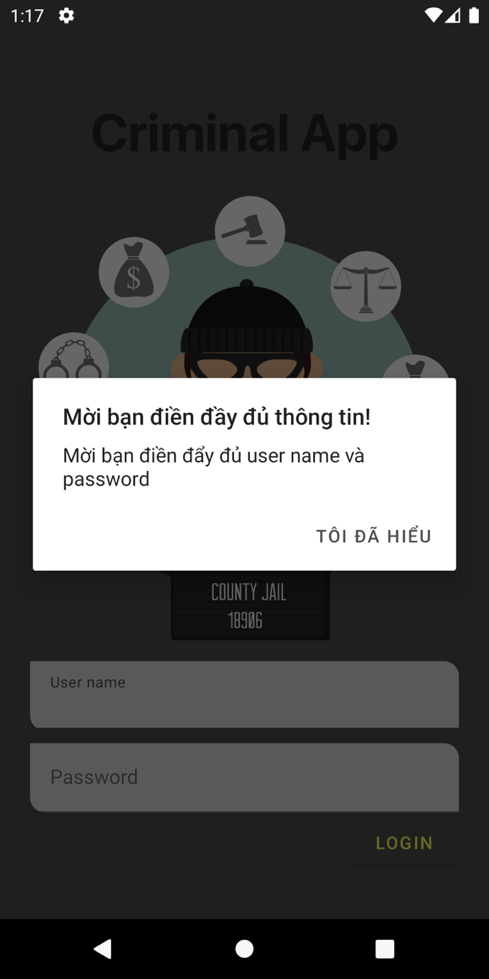 1:17
Criminal App
$
Mời bạn điền đầy đủ thông tin!
Mời bạn điền đẩy đủ user name và
password
TÔI ĐÃ HIỂU
COUNTY JAIL
18906
User name
Password
LOGIN